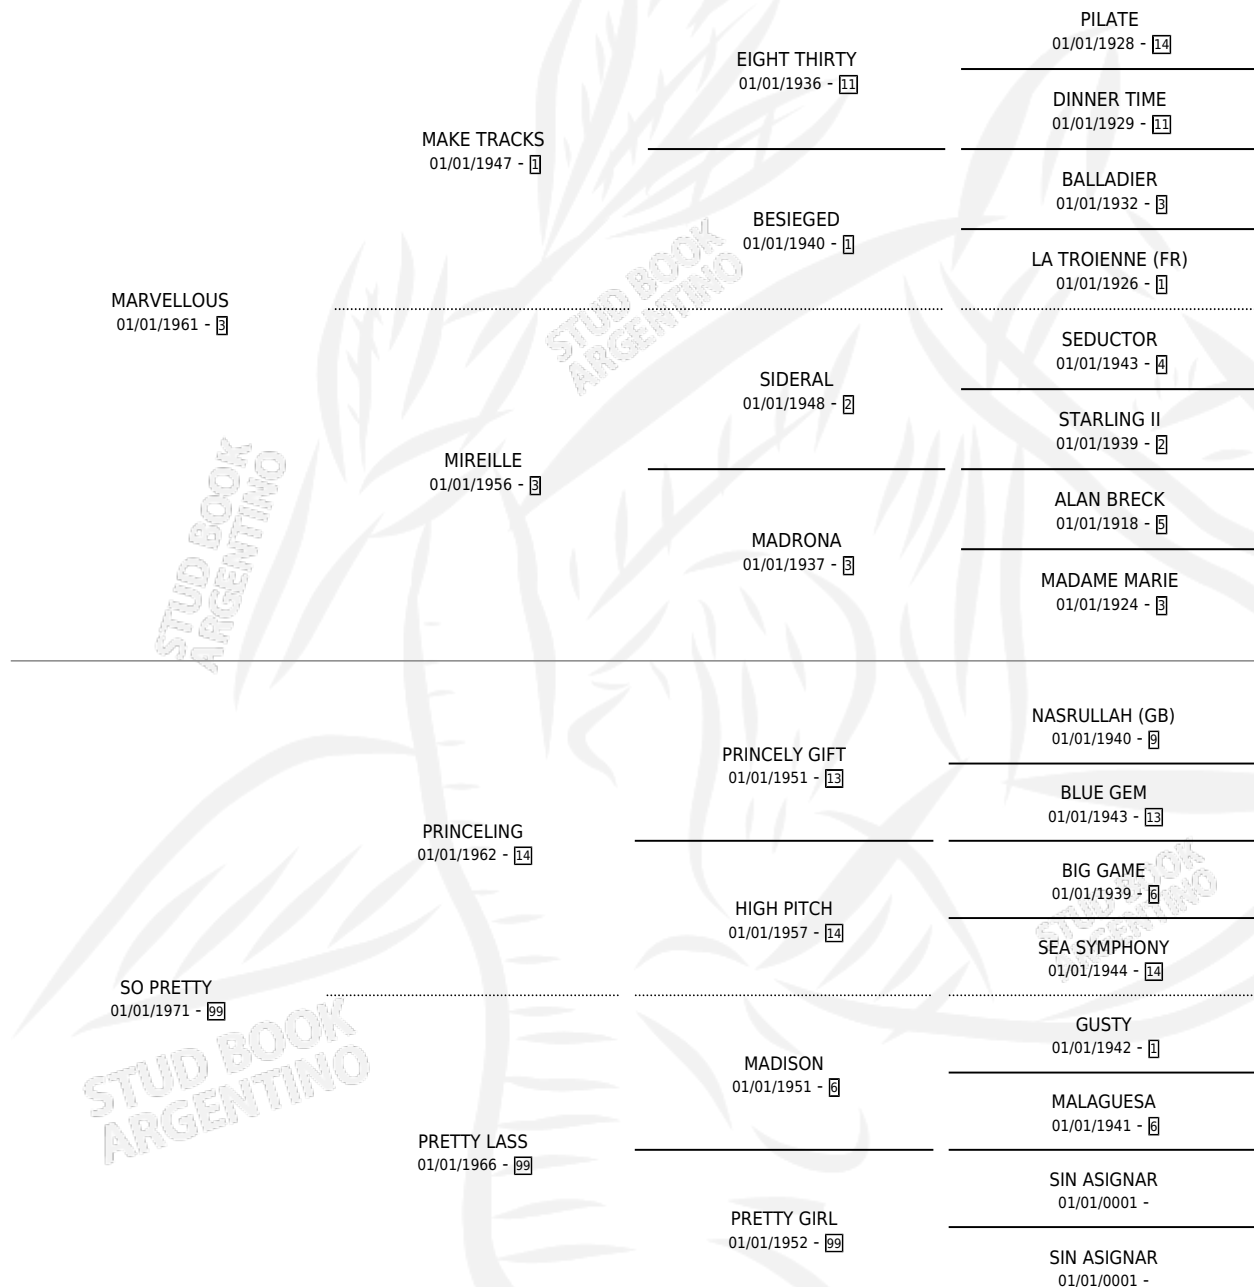 PILATE
01/01/1928 - 14
EIGHT THIRTY
01/01/1936 - 11
DINNER TIME
01/01/1929 - 11
MAKE TRACKS
01/01/1947 - 1
BALLADIER
01/01/1932 - 3
BESIEGED
01/01/1940 - 1
LA TROIENNE (FR)
01/01/1926 - 1
MARVELLOUS
01/01/1961 - 3
SEDUCTOR
01/01/1943 - 4
SIDERAL
01/01/1948 - 2
STARLING II
01/01/1939 - 2
MIREILLE
01/01/1956 - 3
ALAN BRECK
01/01/1918 - 5
MADRONA
01/01/1937 - 3
MADAME MARIE
01/01/1924 - 3
NASRULLAH (GB)
01/01/1940 - 9
PRINCELY GIFT
01/01/1951 - 13
BLUE GEM
01/01/1943 - 13
PRINCELING
01/01/1962 - 14
BIG GAME
01/01/1939 - 6
HIGH PITCH
01/01/1957 - 14
SEA SYMPHONY
01/01/1944 - 14
SO PRETTY
01/01/1971 - 99
GUSTY
01/01/1942 - 1
MADISON
01/01/1951 - 6
MALAGUESA
01/01/1941 - 6
PRETTY LASS
01/01/1966 - 99
SIN ASIGNAR
01/01/0001 -
PRETTY GIRL
01/01/1952 - 99
SIN ASIGNAR
01/01/0001 -
STUD BOOK
ARGENTINO
STUD BOOK
ARGENTINO
STUD BOOK
ARGENTINO
STUD BOOK
ARGENTINO